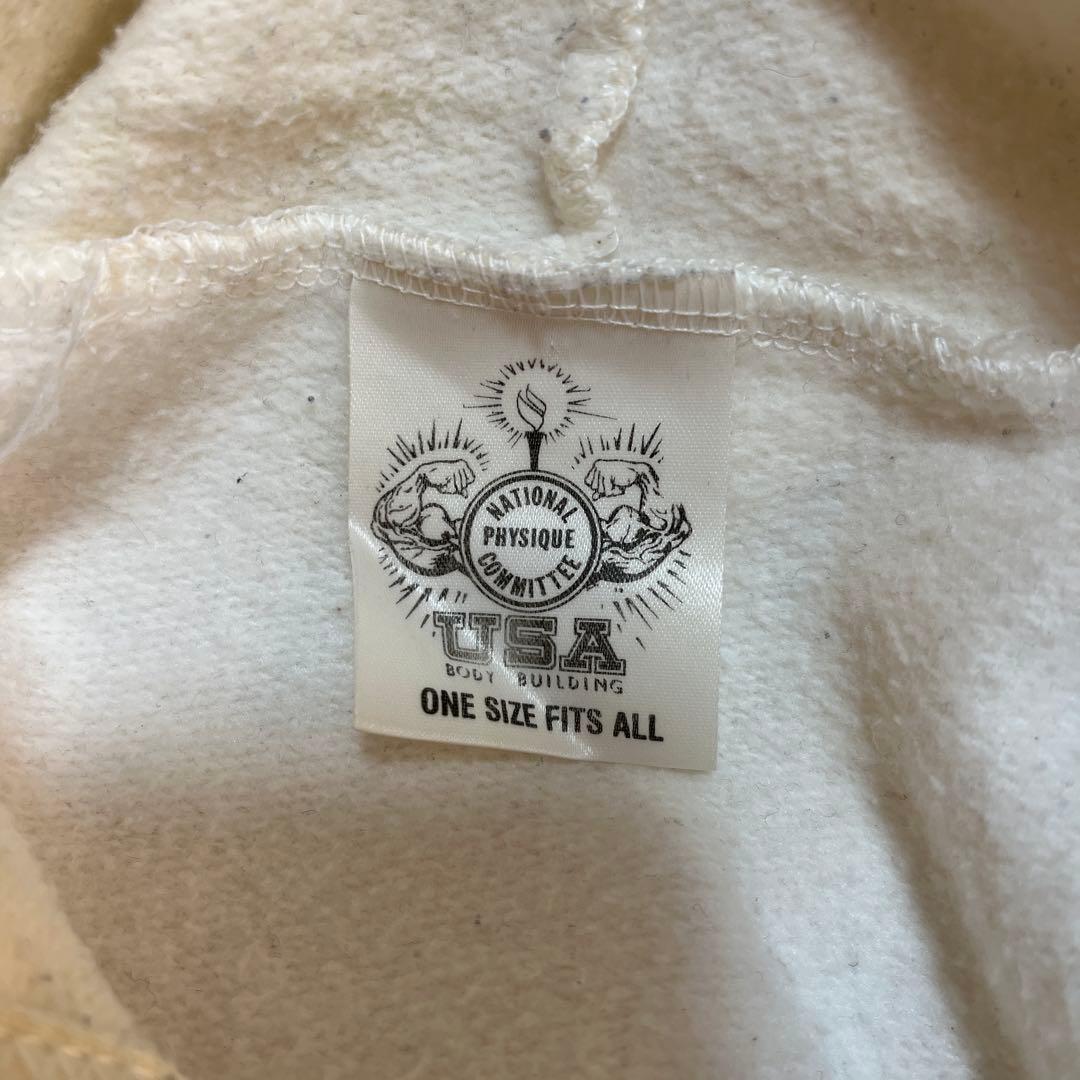 NATIONAL
PHYSIQUE
COMMITTEE
USA
BODY BUILDING
ONE SIZE FITS ALL